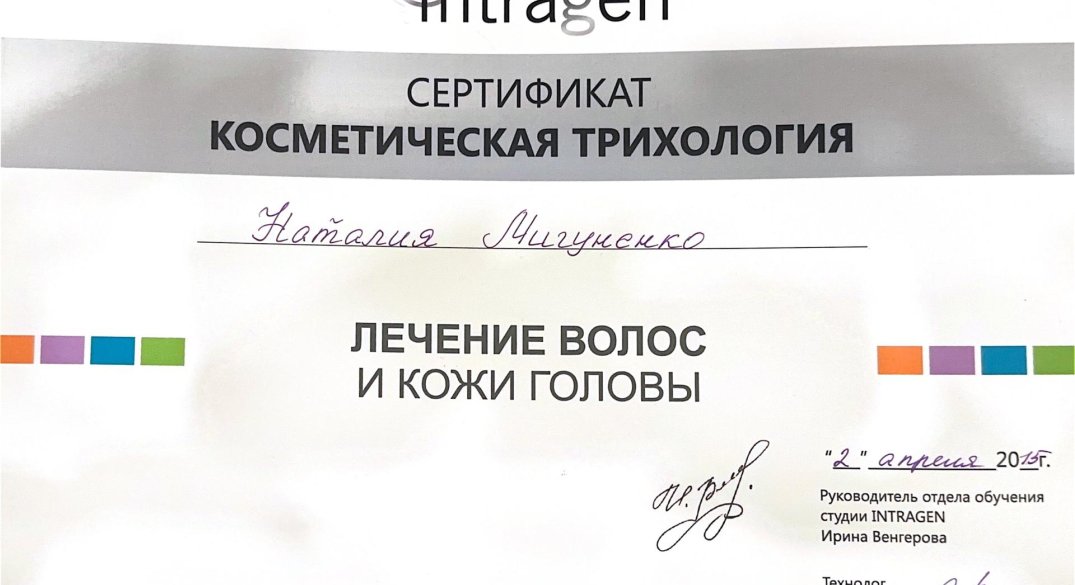 intragen
СЕРТИФИКАТ
КОСМЕТИЧЕСКАЯ ТРИХОЛОГИЯ
Наталия Мигуненко
ЛЕЧЕНИЕ ВОЛОС
И КОЖИ ГОЛОВЫ
"2" апреля 2015г.
Руководитель отдела обучения
студии INTRAGEN
Ирина Венгерова
Технолог